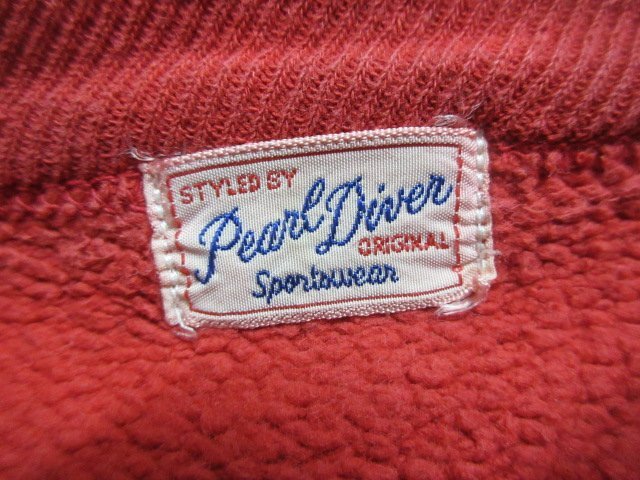 STYLED BY
Pearl Diver
ORIGINAL
Sportswear